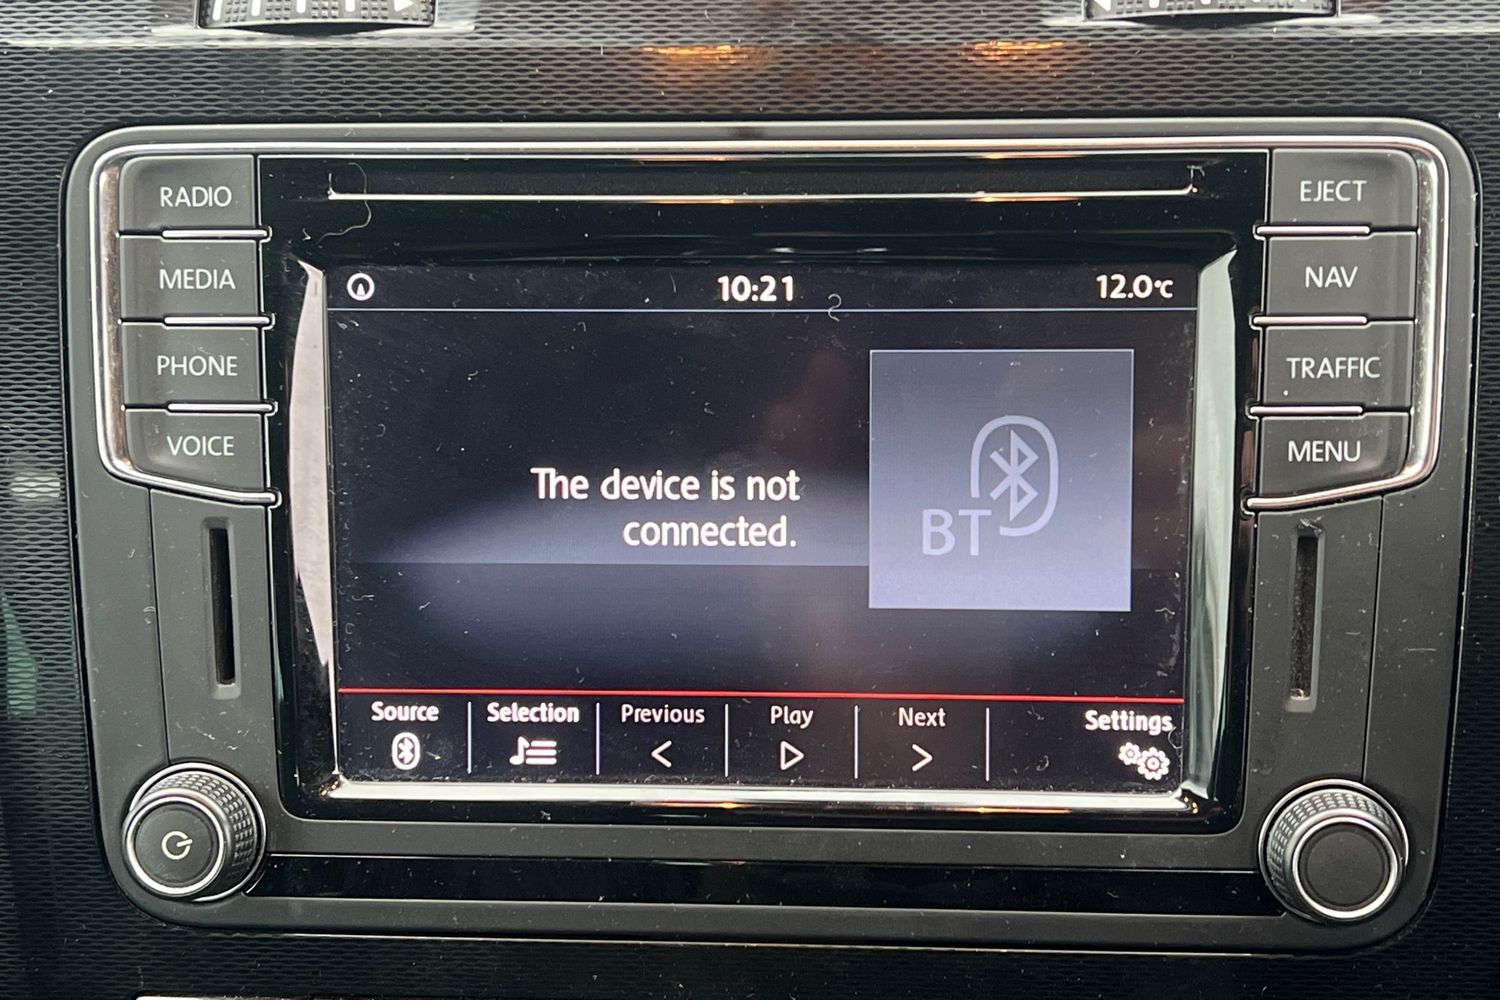 RADIO
MEDIA
PHONE
VOICE
EJECT
NAV
TRAFFIC
MENU
10:21
12.0°C
The device is not
connected.
BT
Source
Selection
Previous
Play
Next
Settings